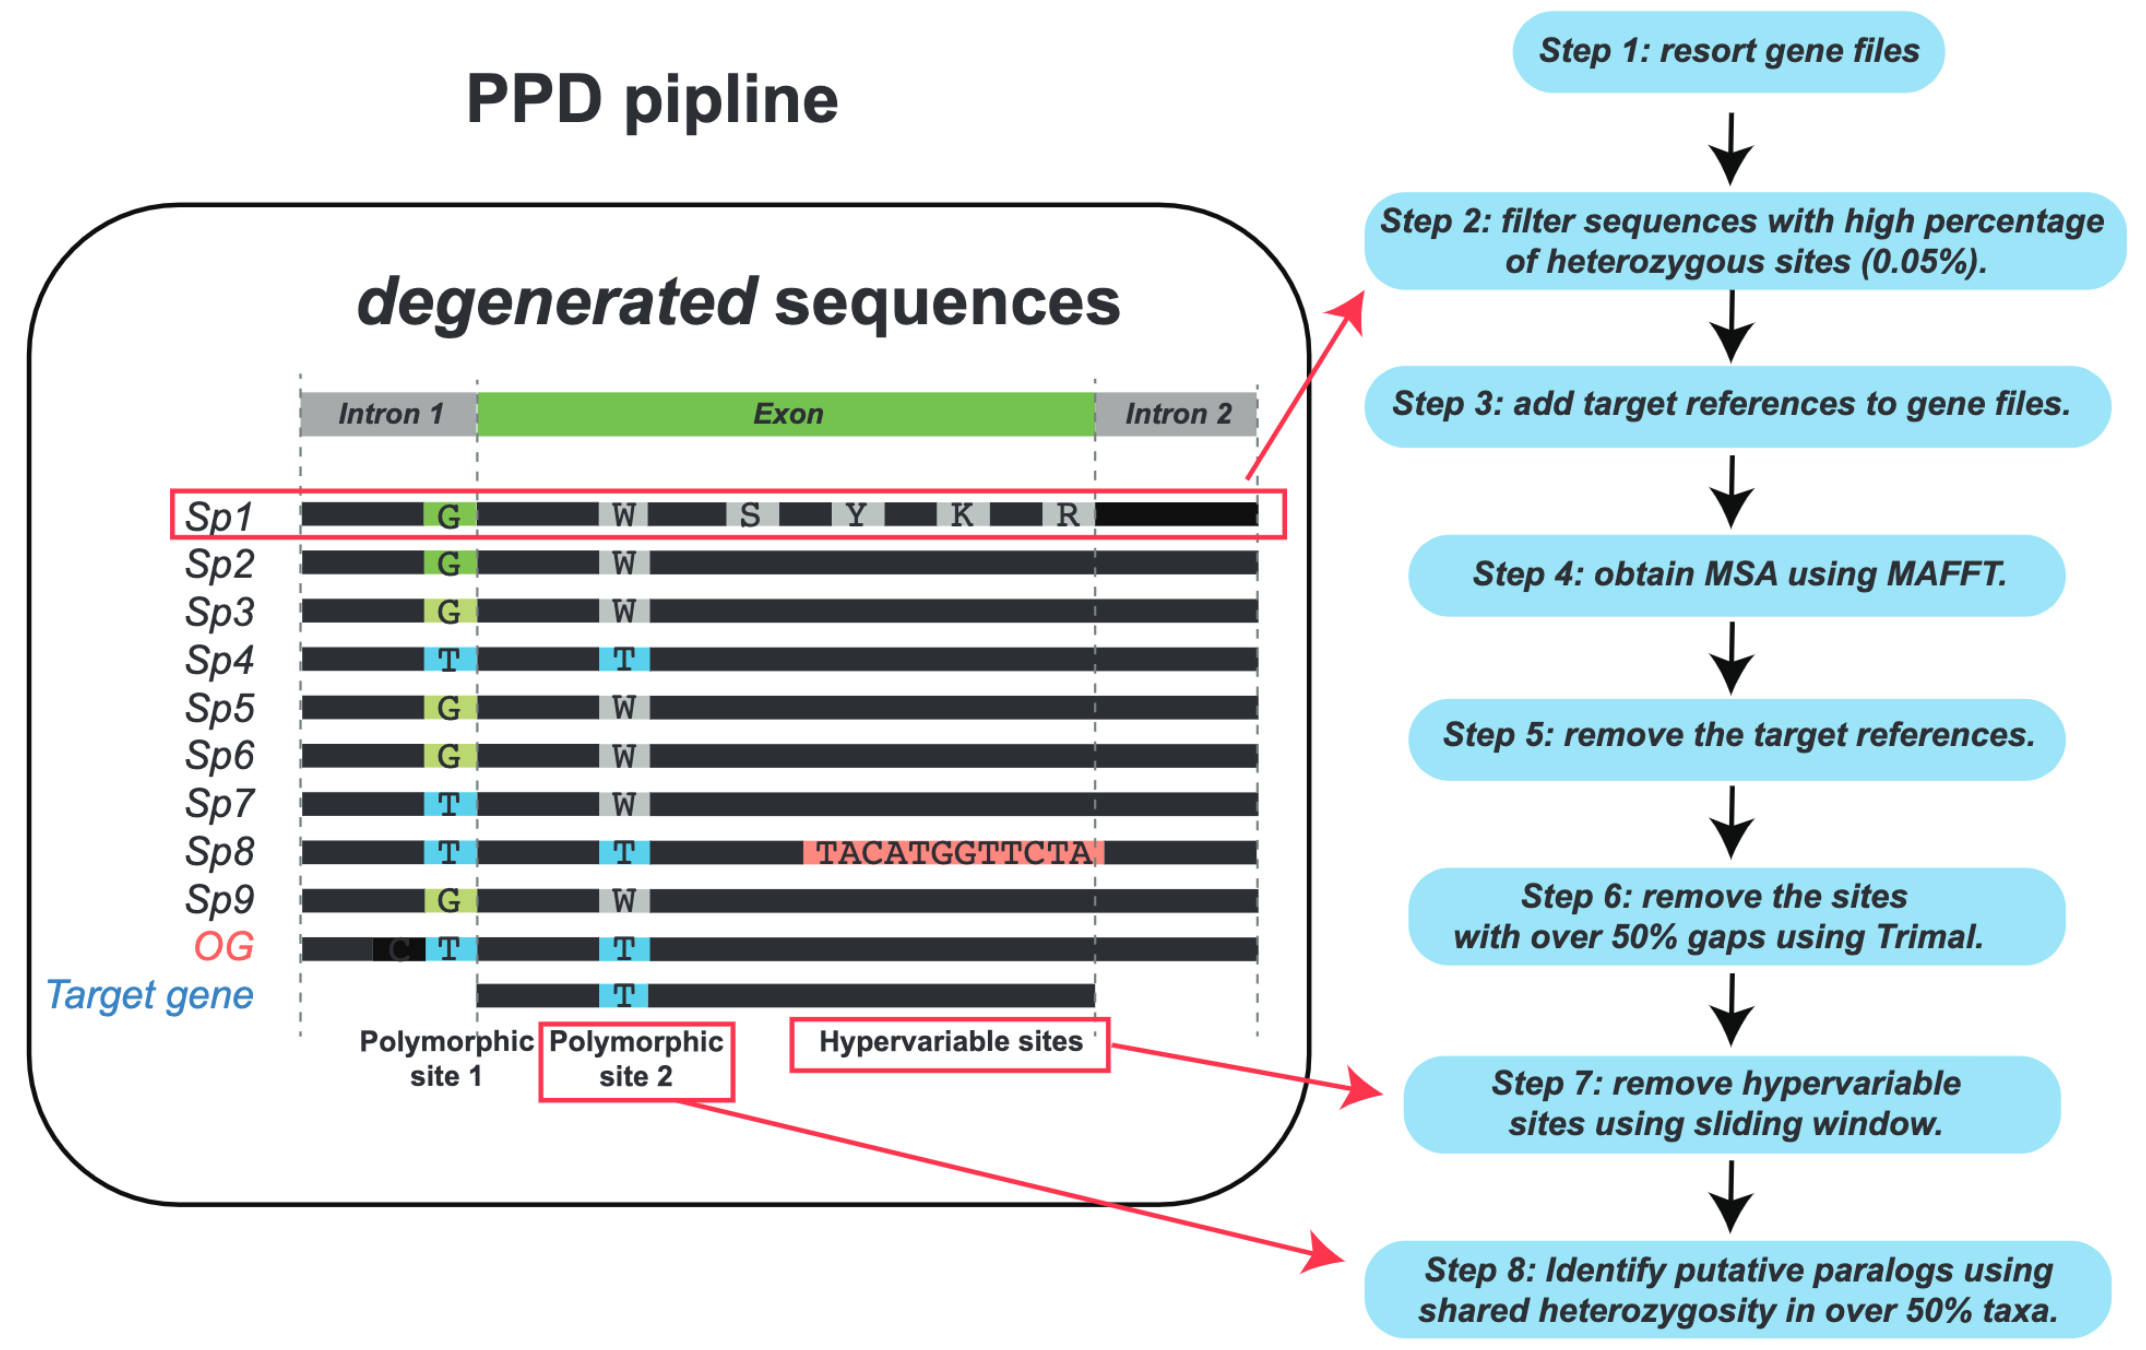 PPD pipline
degenerated sequences
Intron 1 Exon Intron 2
Sp1 G W S Y K R
Sp2 G W
Sp3 G W
Sp4 T T
Sp5 G W
Sp6 G W
Sp7 T W
Sp8 T T TACATGGTTCTA
Sp9 G W
OG C T T
Target gene T
Polymorphic
site 1
Polymorphic
site 2
Hypervariable sites
Step 1: resort gene files
Step 2: filter sequences with high percentage
of heterozygous sites (0.05%).
Step 3: add target references to gene files.
Step 4: obtain MSA using MAFFT.
Step 5: remove the target references.
Step 6: remove the sites
with over 50% gaps using Trimal.
Step 7: remove hypervariable
sites using sliding window.
Step 8: Identify putative paralogs using
shared heterozygosity in over 50% taxa.